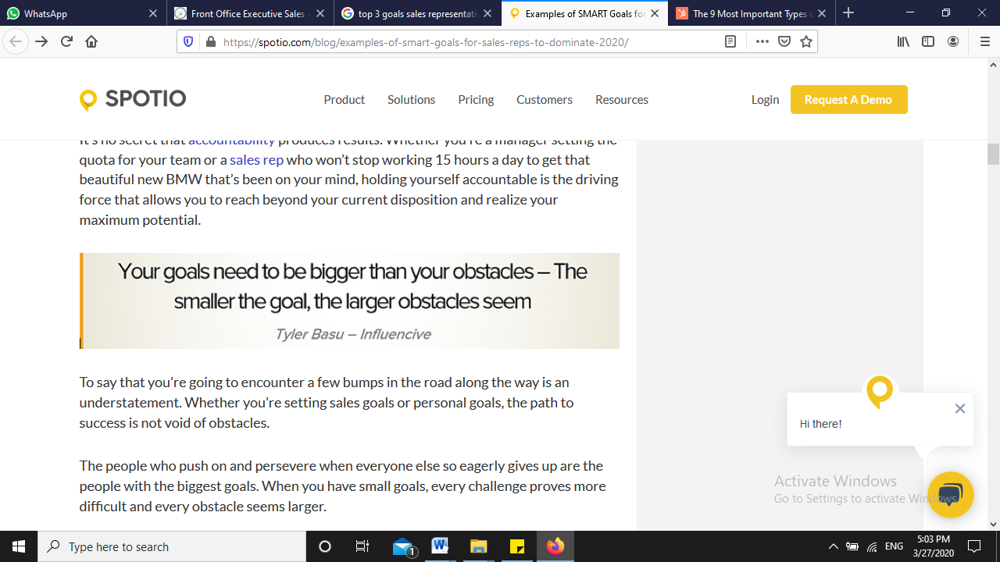 WhatsApp
Front Office Executive Sales -
top 3 goals sales representati
Examples of SMART Goals for
The 9 Most Important Types o
https://spotio.com/blog/examples-of-smart-goals-for-sales-reps-to-dominate-2020/
SPOTIO
Product Solutions Pricing Customers Resources
Login Request A Demo
It's no secret that accountability produces results. Whether you're a manager setting the
quota for your team or a sales rep who won't stop working 15 hours a day to get that
beautiful new BMW that's been on your mind, holding yourself accountable is the driving
force that allows you to reach beyond your current disposition and realize your
maximum potential.
Your goals need to be bigger than your obstacles – The
smaller the goal, the larger obstacles seem
Tyler Basu – Influencive
To say that you're going to encounter a few bumps in the road along the way is an
understatement. Whether you're setting sales goals or personal goals, the path to
success is not void of obstacles.
The people who push on and persevere when everyone else so eagerly gives up are the
people with the biggest goals. When you have small goals, every challenge proves more
difficult and every obstacle seems larger.
Hi there!
Activate Windows
Go to Settings to activate Windows.
Type here to search
1
W
ENG
5:03 PM
3/27/2020